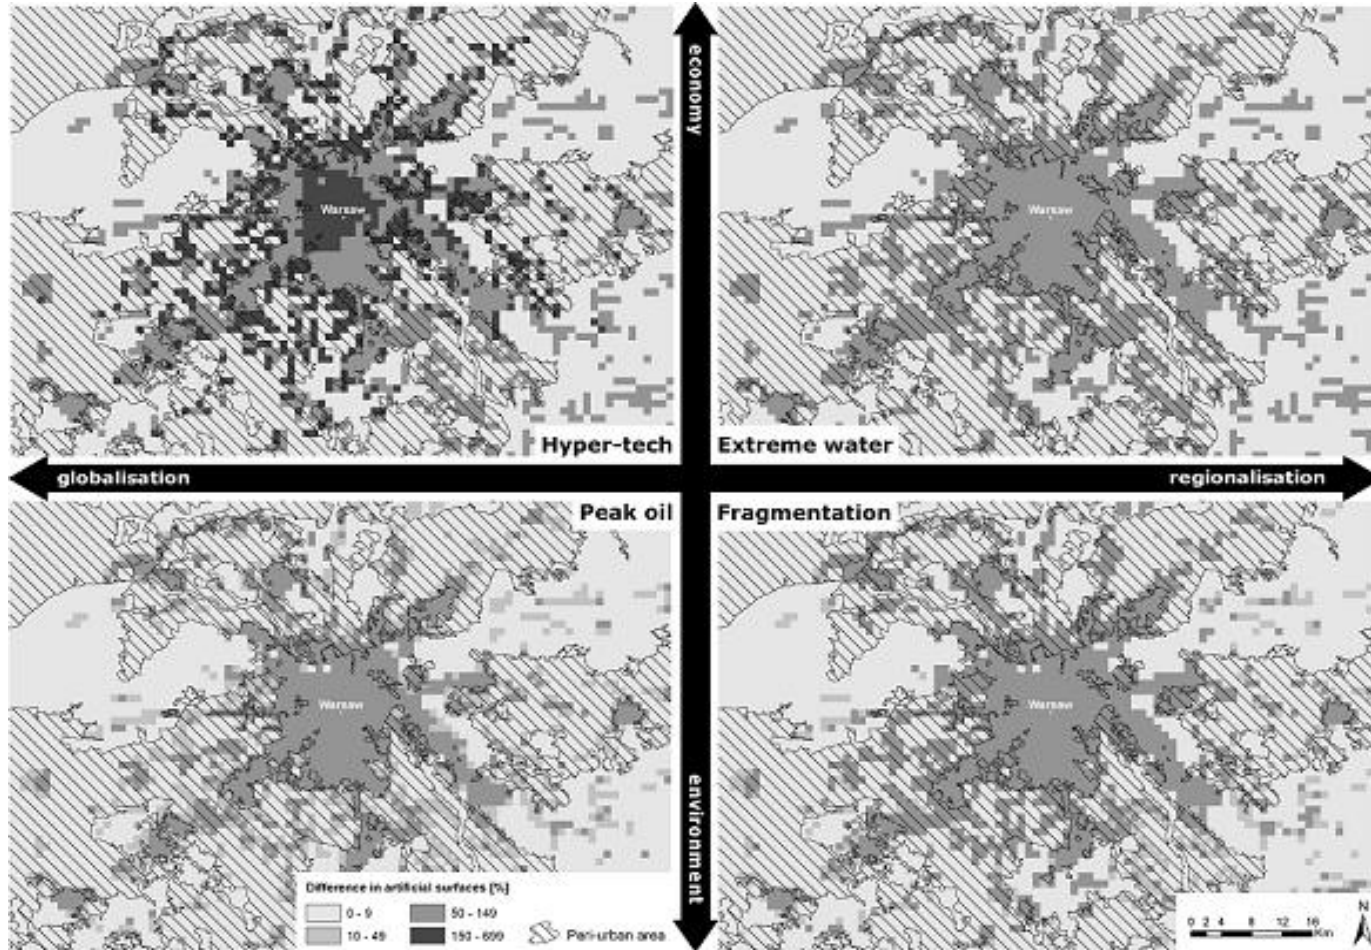 economy
Warsaw
Warsaw
Hyper-tech
Extreme water
globalisation
regionalisation
Peak oil
Fragmentation
Warsaw
Warsaw
environment
Difference in artificial surfaces [%]
0 - 9
50 - 149
10 - 49
150 - 699
Peri-urban area
N
0 2 4 8 12 16
Km